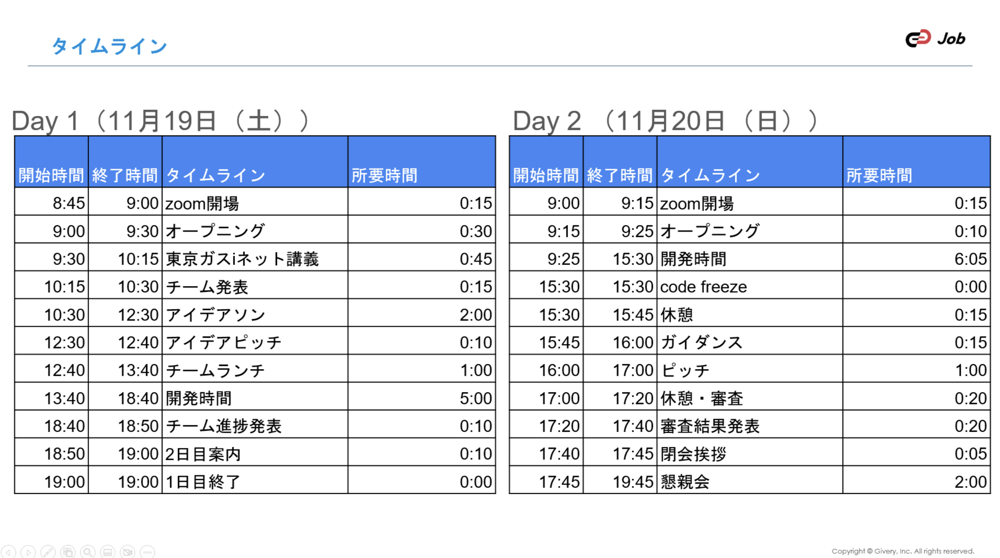 タイムライン
Job
Day 1（11月19日（土））
開始時間 終了時間 タイムライン 所要時間
8:45 9:00 zoom開場 0:15
9:00 9:30 オープニング 0:30
9:30 10:15 東京ガスiネット講義 0:45
10:15 10:30 チーム発表 0:15
10:30 12:30 アイデアソン 2:00
12:30 12:40 アイデアピッチ 0:10
12:40 13:40 チームランチ 1:00
13:40 18:40 開発時間 5:00
18:40 18:50 チーム進捗発表 0:10
18:50 19:00 2日目案内 0:10
19:00 19:00 1日目終了 0:00
Day 2 （11月20日（日））
開始時間 終了時間 タイムライン 所要時間
9:00 9:15 zoom開場 0:15
9:15 9:25 オープニング 0:10
9:25 15:30 開発時間 6:05
15:30 15:30 code freeze 0:00
15:30 15:45 休憩 0:15
15:45 16:00 ガイダンス 0:15
16:00 17:00 ピッチ 1:00
17:00 17:20 休憩・審査 0:20
17:20 17:40 審査結果発表 0:20
17:40 17:45 閉会挨拶 0:05
17:45 19:45 懇親会 2:00
Copyright © Givery, Inc. All rights reserved.